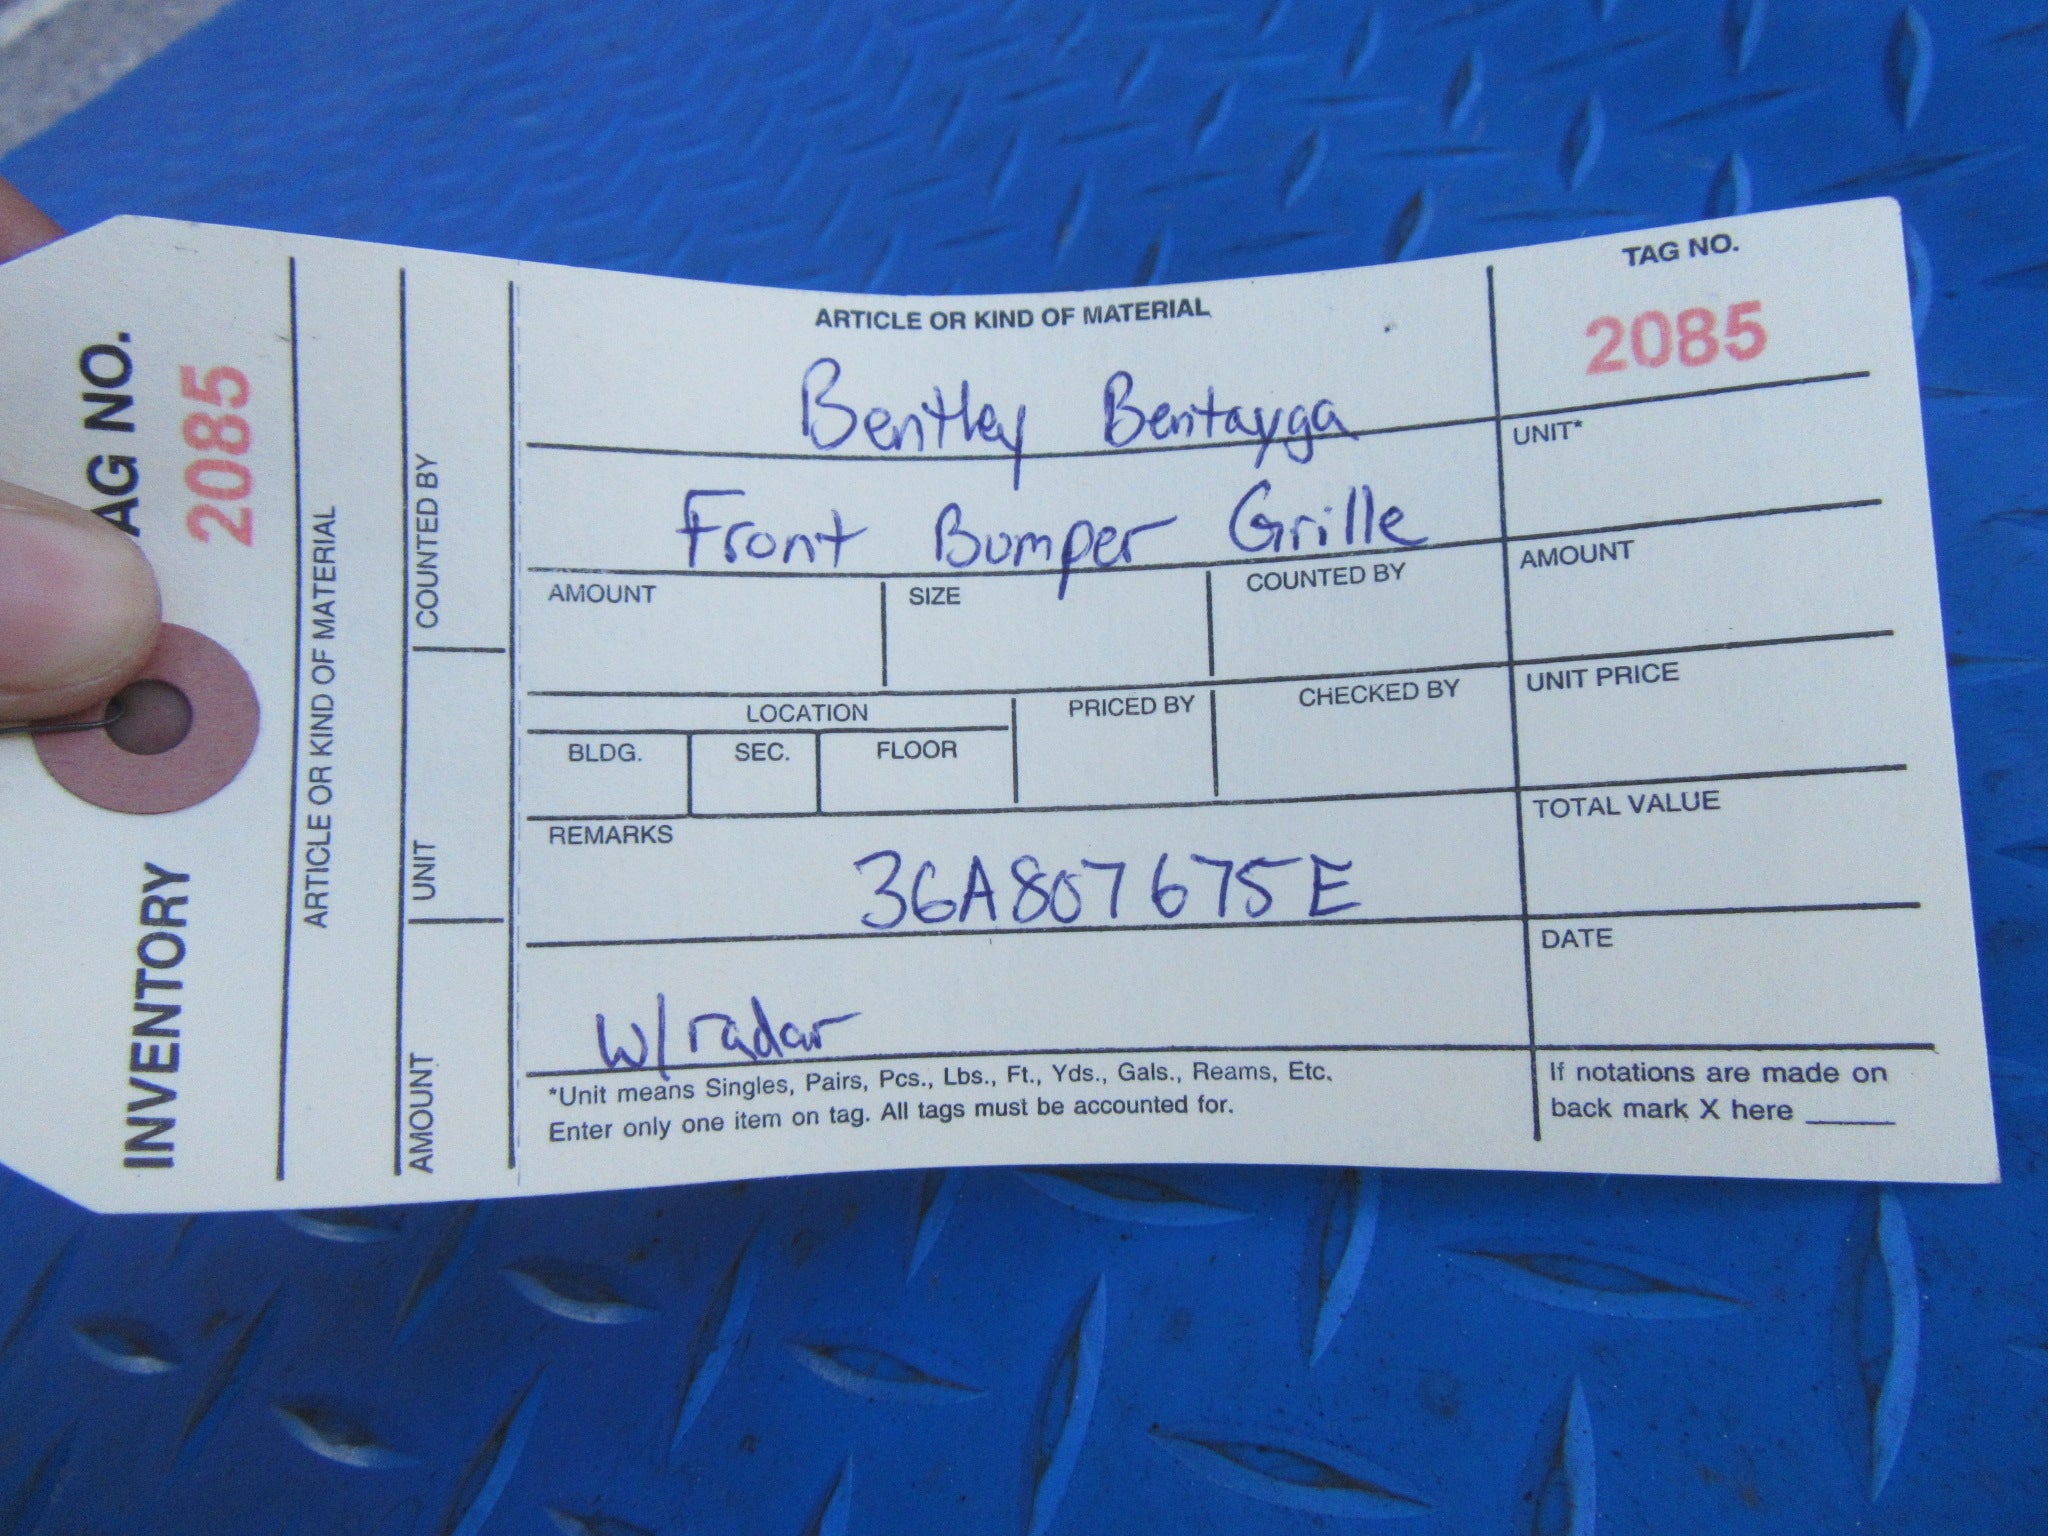 AG NO.
2085
INVENTORY
ARTICLE OR KIND OF MATERIAL
COUNTED BY
UNIT
AMOUNT
ARTICLE OR KIND OF MATERIAL
Bentley Bentayga
Front Bumper Grille
TAG NO.
2085
UNIT*
AMOUNT
SIZE
COUNTED BY
AMOUNT
LOCATION
PRICED BY
CHECKED BY
UNIT PRICE
BLDG.
SEC.
FLOOR
REMARKS
36A807675E
TOTAL VALUE
w/radar
DATE
*Unit means Singles, Pairs, Pcs., Lbs., Ft., Yds., Gals., Reams, Etc.
Enter only one item on tag. All tags must be accounted for.
If notations are made on
back mark X here ______